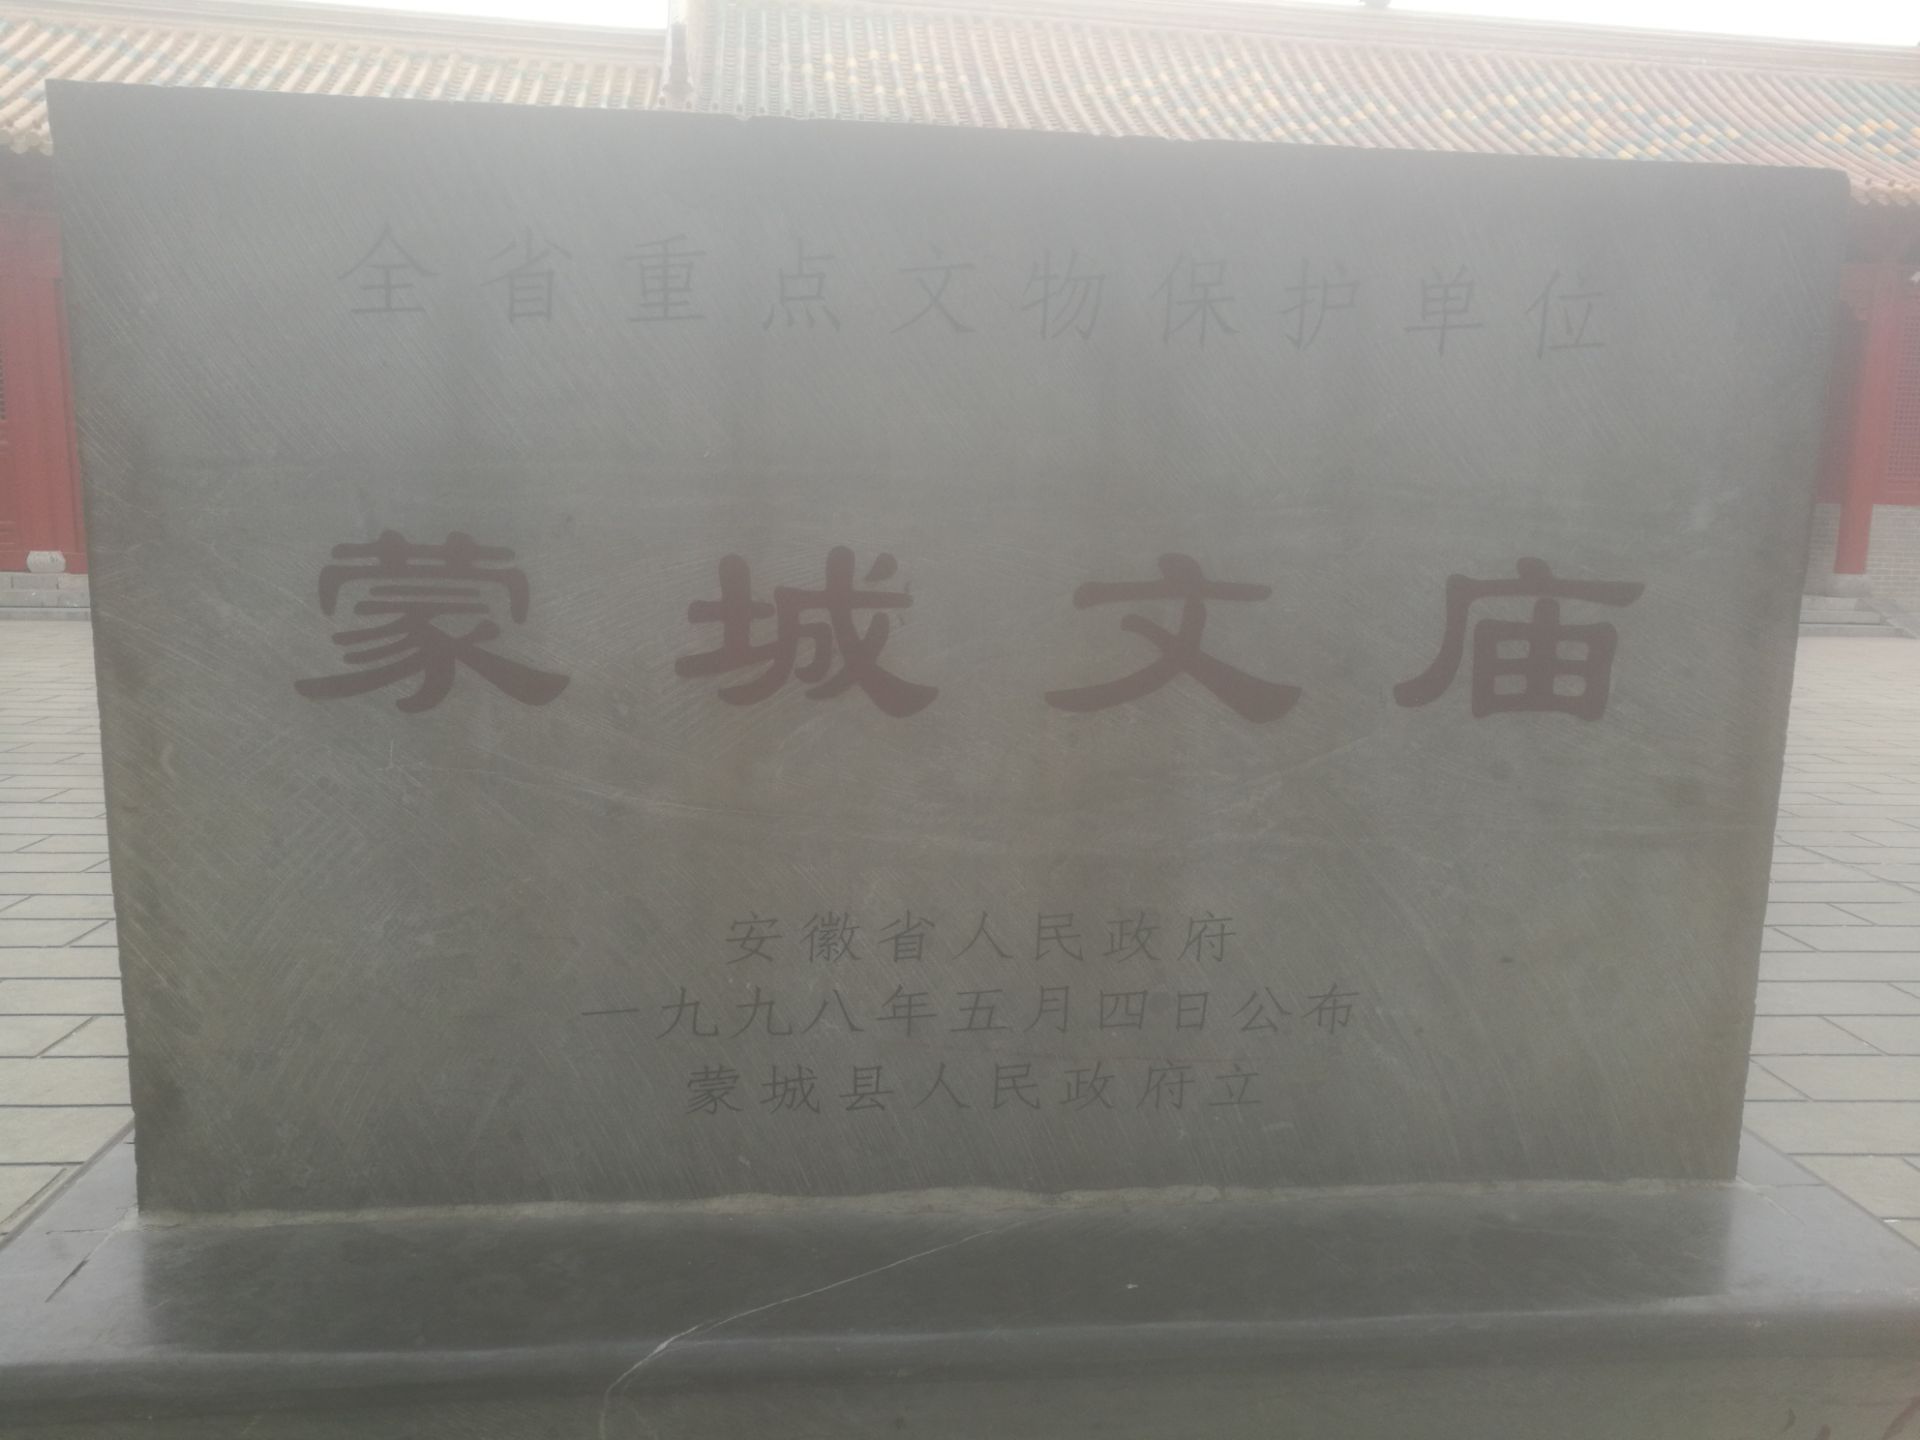 全省重点文物保护单位
蒙城文庙
安徽省人民政府
一九九八年五月四日公布
蒙城县人民政府立